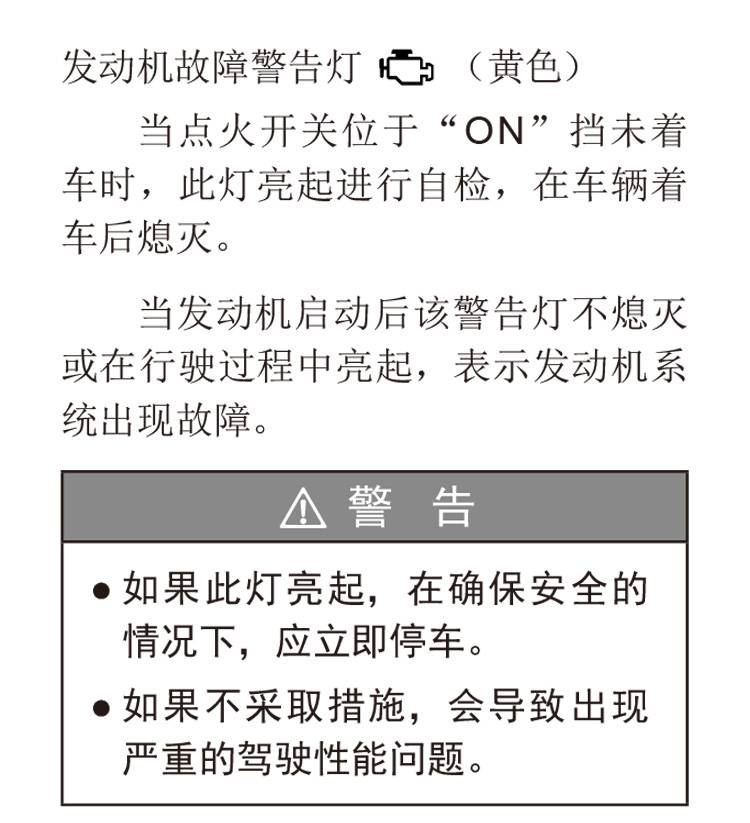 发动机故障警告灯 （黄色）
当点火开关位于“ON”挡未着
车时，此灯亮起进行自检，在车辆着
车后熄灭。
当发动机启动后该警告灯不熄灭
或在行驶过程中亮起，表示发动机系
统出现故障。
警 告
●如果此灯亮起，在确保安全的
情况下，应立即停车。
●如果不采取措施，会导致出现
严重的驾驶性能问题。